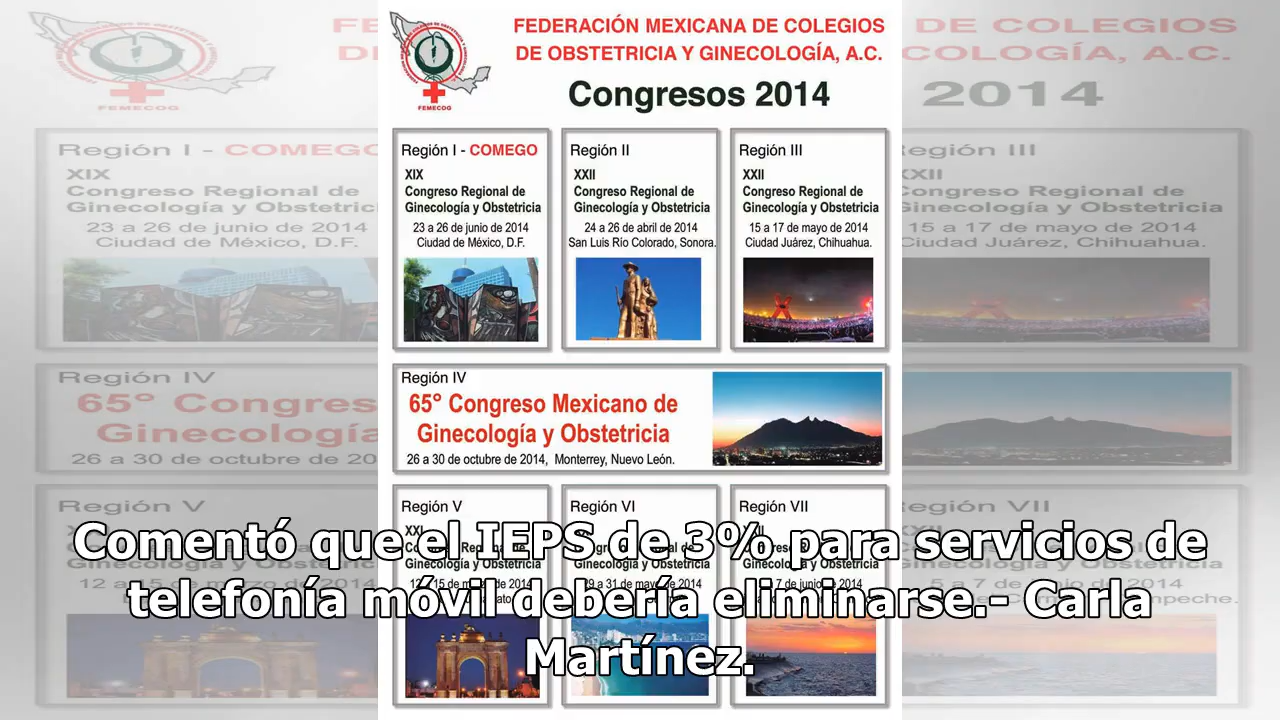 FEDERACIÓN MEXICANA DE COLEGIOS
DE OBSTETRICIA Y GINECOLOGÍA, A.C.
FEMECOG
Congresos 2014
Región I - COMEGO
XIX
Congreso Regional de
Ginecología y Obstetricia
23 a 26 de junio de 2014
Ciudad de México, D.F.
Región II
XXII
Congreso Regional de
Ginecología y Obstetricia
24 a 26 de abril de 2014
San Luis Río Colorado, Sonora.
Región III
XXII
Congreso Regional de
Ginecología y Obstetricia
15 a 17 de mayo de 2014
Ciudad Juárez, Chihuahua.
Región IV
65° Congreso Mexicano de
Ginecología y Obstetricia
26 a 30 de octubre de 2014, Monterrey, Nuevo León.
Región V
Ginecología y Obstetricia
Región VI
Ginecología y Obstetricia
Región VII
Ginecología y Obstetricia
Comentó que el IEPS de 3% para servicios de
telefonía móvil debería eliminarse.- Carla
Martínez.